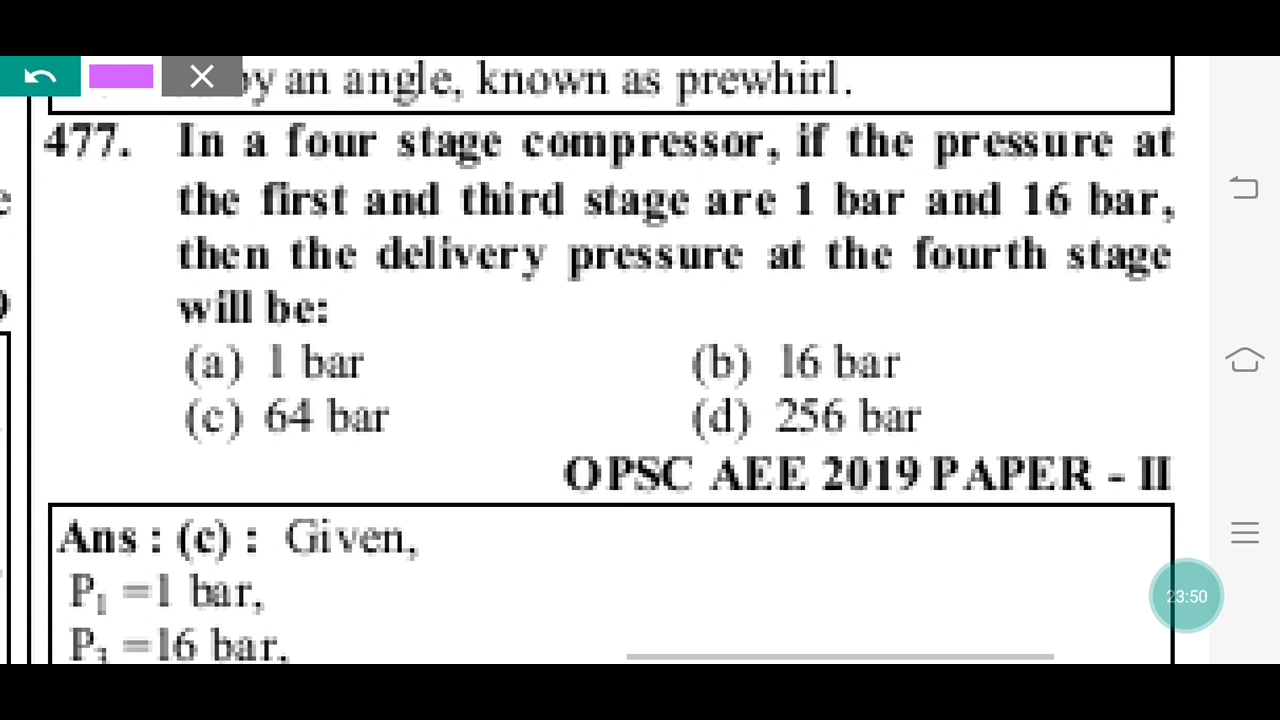 by an angle, known as prewhirl.
477. In a four stage compressor, if the pressure at
the first and third stage are 1 bar and 16 bar,
then the delivery pressure at the fourth stage
will be:
(a) 1 bar (b) 16 bar
(c) 64 bar (d) 256 bar
OPSC AEE 2019 PAPER - II
Ans : (c) : Given,
P₁ =1 bar,
P₃ =16 bar,
23:50